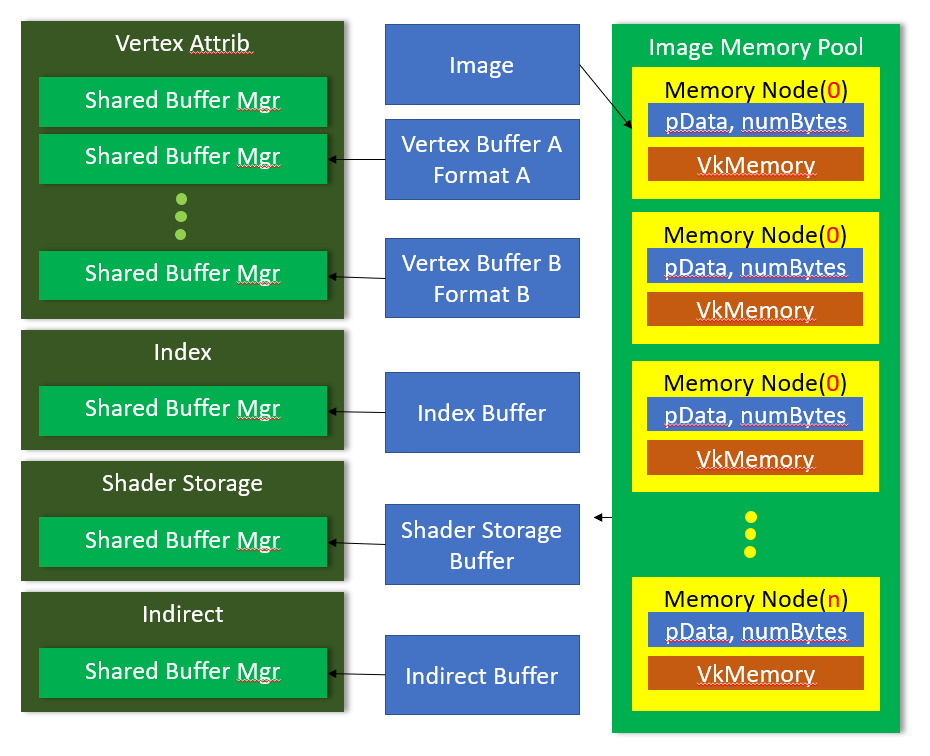 Vertex Attrib
Shared Buffer Mgr
Shared Buffer Mgr
Shared Buffer Mgr
Index
Shared Buffer Mgr
Shader Storage
Shared Buffer Mgr
Indirect
Shared Buffer Mgr
Image
Vertex Buffer A
Format A
Vertex Buffer B
Format B
Index Buffer
Shader Storage
Buffer
Indirect Buffer
Image Memory Pool
Memory Node(0)
pData, numBytes
VkMemory
Memory Node(0)
pData, numBytes
VkMemory
Memory Node(0)
pData, numBytes
VkMemory
Memory Node(n)
pData, numBytes
VkMemory